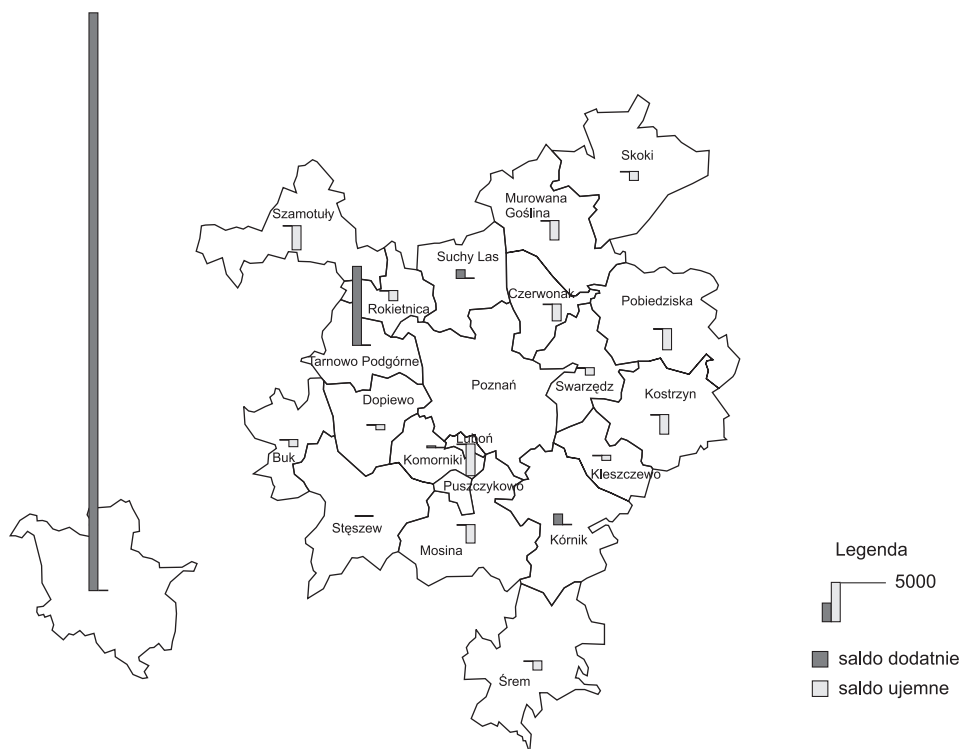 Skoki
Murowana
Goślina
Szamotuły
Suchy Las
Rokietnica
Czerwonak
Pobiedziska
Tarnowo Podgórne
Poznań
Swarzędz
Kostrzyn
Dopiewo
Luboń
Buk
Komorniki
Kleszczewo
Puszczykowo
Stęszew
Mosina
Kórnik
Śrem
Legenda
5000
saldo dodatnie
saldo ujemne